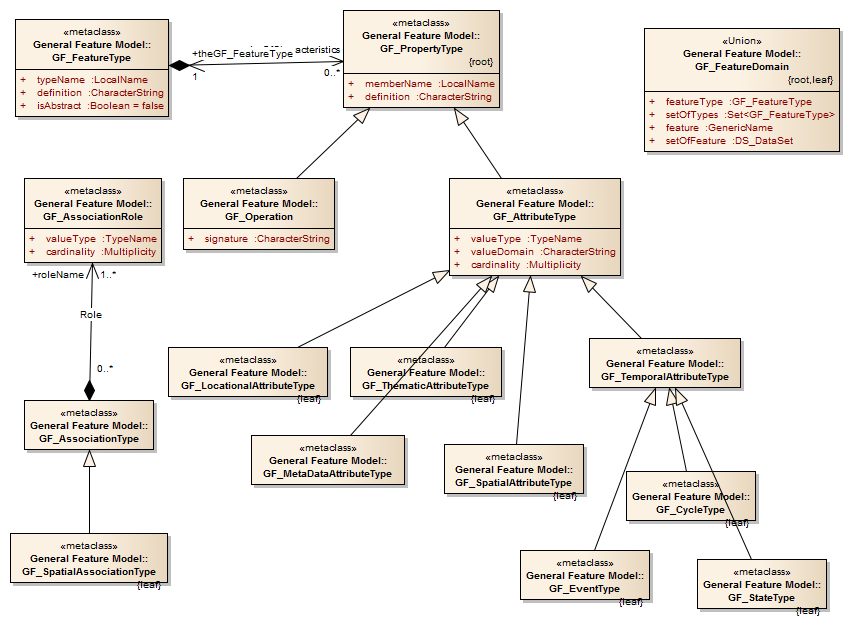 «metaclass»
General Feature Model::
GF_FeatureType
+ typeName :LocalName
+ definition :CharacterString
+ isAbstract :Boolean = false
+theGF_FeatureType
acteristics
1
0..*
«metaclass»
General Feature Model::
GF_PropertyType
{root}
+ memberName :LocalName
+ definition :CharacterString
«Union»
General Feature Model::
GF_FeatureDomain
{root,leaf}
+ featureType :GF_FeatureType
+ setOfTypes :Set<GF_FeatureType>
+ feature :GenericName
+ setOfFeature :DS_DataSet
«metaclass»
General Feature Model::
GF_AssociationRole
+ valueType :TypeName
+ cardinality :Multiplicity
«metaclass»
General Feature Model::
GF_Operation
+ signature :CharacterString
«metaclass»
General Feature Model::
GF_AttributeType
+ valueType :TypeName
+ valueDomain :CharacterString
+ cardinality :Multiplicity
+roleName
1..*
Role
0..*
«metaclass»
General Feature Model::
GF_LocationalAttributeType
{leaf}
«metaclass»
General Feature Model::
GF_ThematicAttributeType
{leaf}
«metaclass»
General Feature Model::
GF_TemporalAttributeType
«metaclass»
General Feature Model::
GF_AssociationType
«metaclass»
General Feature Model::
GF_MetaDataAttributeType
«metaclass»
General Feature Model::
GF_SpatialAttributeType
{leaf}
«metaclass»
General Feature Model::
GF_CycleType
{leaf}
«metaclass»
General Feature Model::
GF_SpatialAssociationType
{leaf}
«metaclass»
General Feature Model::
GF_EventType
{leaf}
«metaclass»
General Feature Model::
GF_StateType
{leaf}